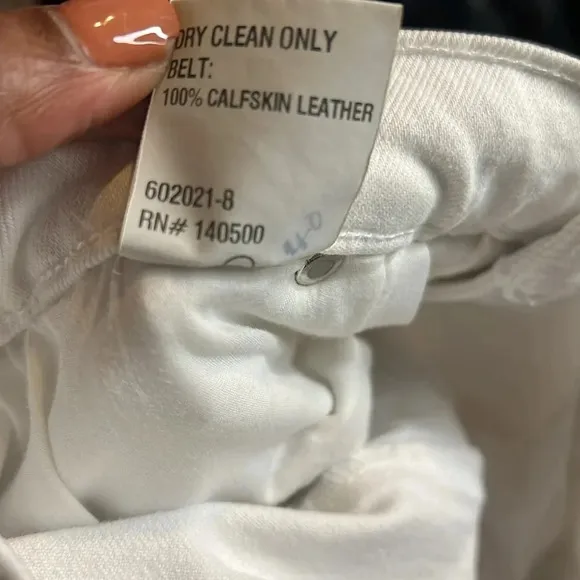 DRY CLEAN ONLY
BELT:
100% CALFSKIN LEATHER
602021-8
RN# 140500